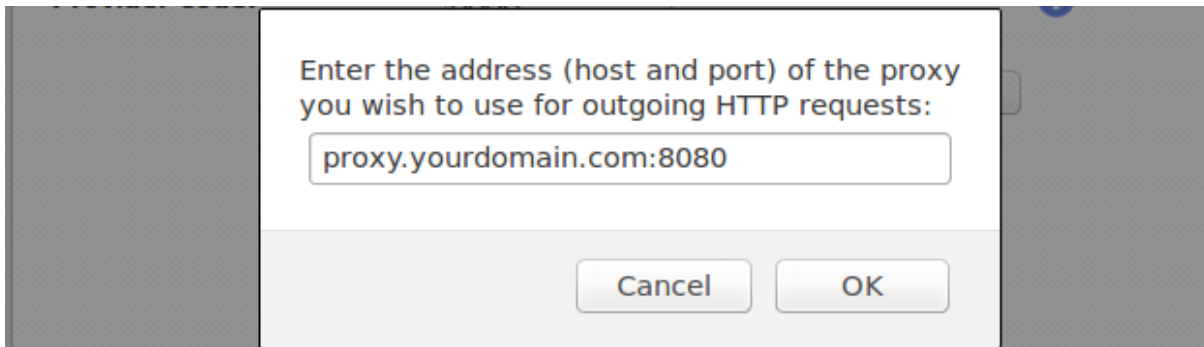 Enter the address (host and port) of the proxy
you wish to use for outgoing HTTP requests:
proxy.yourdomain.com:8080
Cancel
OK